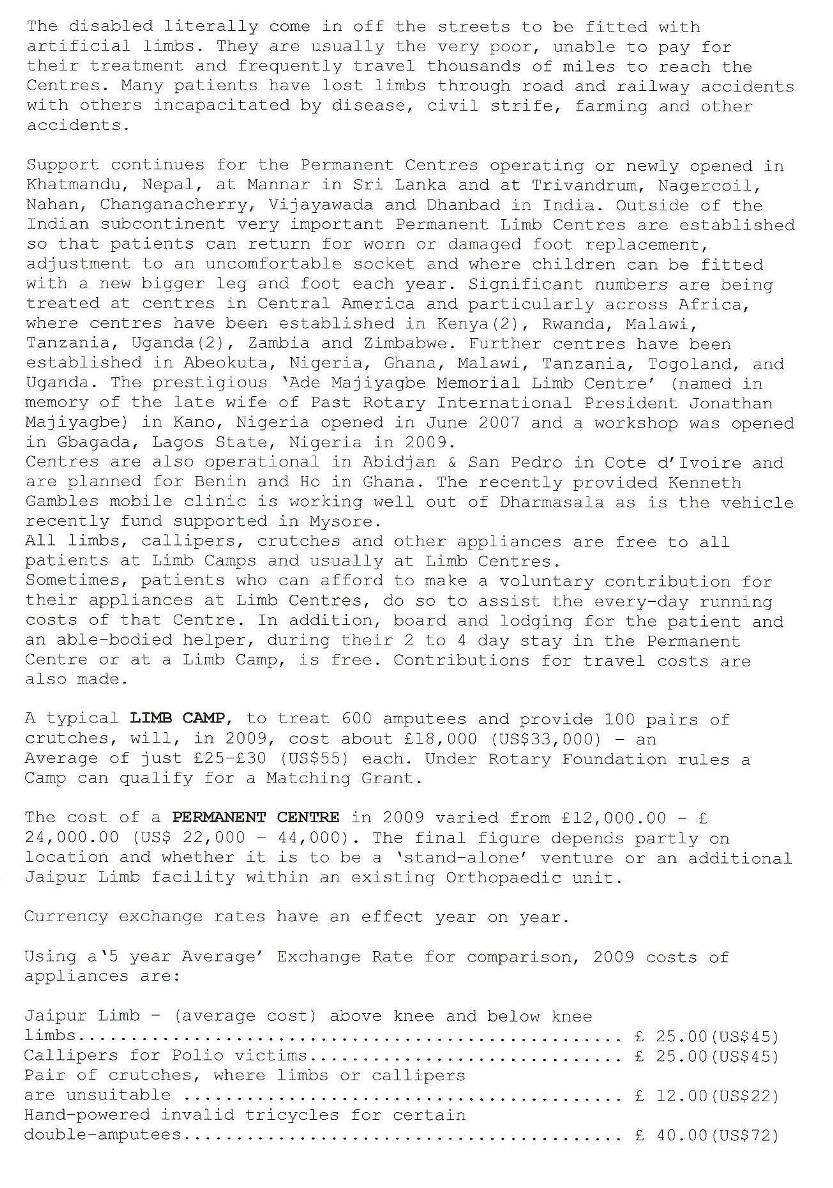 The disabled literally come in off the streets to be fitted with
artificial limbs. They are usually the very poor, unable to pay for
their treatment and frequently travel thousands of miles to reach the
Centres. Many patients have lost limbs through road and railway accidents
with others incapacitated by disease, civil strife, farming and other
accidents.

Support continues for the Permanent Centres operating or newly opened in
Khatmandu, Nepal, at Mannar in Sri Lanka and at Trivandrum, Nagercoil,
Nahan, Changanacherry, Vijayawada and Dhanbad in India. Outside of the
Indian subcontinent very important Permanent Limb Centres are established
so that patients can return for worn or damaged foot replacement,
adjustment to an uncomfortable socket and where children can be fitted
with a new bigger leg and foot each year. Significant numbers are being
treated at centres in Central America and particularly across Africa,
where centres have been established in Kenya(2), Rwanda, Malawi,
Tanzania, Uganda(2), Zambia and Zimbabwe. Further centres have been
established in Abeokuta, Nigeria, Ghana, Malawi, Tanzania, Togoland, and
Uganda. The prestigious ‘Ade Majiyagbe Memorial Limb Centre’ (named in
memory of the late wife of Past Rotary International President Jonathan
Majiyagbe) in Kano, Nigeria opened in June 2007 and a workshop was opened
in Gbagada, Lagos State, Nigeria in 2009.
Centres are also operational in Abidjan & San Pedro in Cote d’Ivoire and
are planned for Benin and Ho in Ghana. The recently provided Kenneth
Gambles mobile clinic is working well out of Dharmasala as is the vehicle
recently fund supported in Mysore.
All limbs, callipers, crutches and other appliances are free to all
patients at Limb Camps and usually at Limb Centres.
Sometimes, patients who can afford to make a voluntary contribution for
their appliances at Limb Centres, do so to assist the every-day running
costs of that Centre. In addition, board and lodging for the patient and
an able-bodied helper, during their 2 to 4 day stay in the Permanent
Centre or at a Limb Camp, is free. Contributions for travel costs are
also made.

A typical LIMB CAMP, to treat 600 amputees and provide 100 pairs of
crutches, will, in 2009, cost about £18,000 (US$33,000) – an
Average of just £25-£30 (US$55) each. Under Rotary Foundation rules a
Camp can qualify for a Matching Grant.

The cost of a PERMANENT CENTRE in 2009 varied from £12,000.00 – £
24,000.00 (US$ 22,000 – 44,000). The final figure depends partly on
location and whether it is to be a ‘stand-alone’ venture or an additional
Jaipur Limb facility within an existing Orthopaedic unit.

Currency exchange rates have an effect year on year.

Using a‘5 year Average’ Exchange Rate for comparison, 2009 costs of
appliances are:

Jaipur Limb – (average cost) above knee and below knee
limbs.................................................... £ 25.00(US$45)
Callipers for Polio victims.............................. £ 25.00(US$45)
Pair of crutches, where limbs or callipers
are unsuitable .......................................... £ 12.00(US$22)
Hand-powered invalid tricycles for certain
double-amputees.......................................... £ 40.00(US$72)